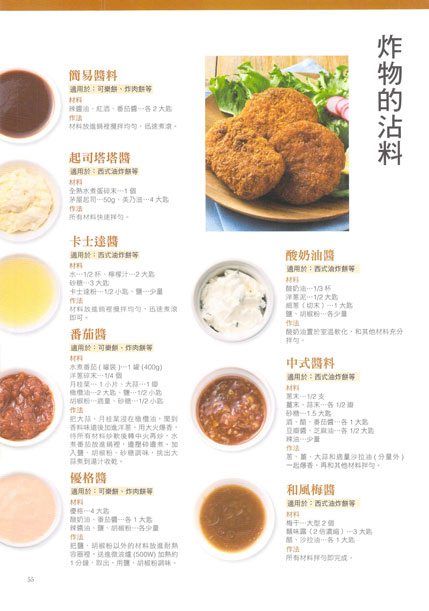 炸物的沾料
簡易醬料
適用於：可樂餅、炸肉餅等
材料
辣醬油、紅酒、番茄醬…各2大匙
作法
材料放進鍋裡攪拌均勻，迅速煮滾。
起司塔塔醬
適用於：西式油炸餅等
材料
全熟水煮蛋碎末…1個
茅屋起司…50g、美乃滋…4大匙
作法
所有材料快速拌勻。
卡士達醬
適用於：西式油炸餅等
材料
水…1/2杯、檸檬汁…2大匙
砂糖…3大匙
卡士達粉…1/2小匙、鹽…少量
作法
材料放進鍋裡攪拌均勻，迅速煮滾
即可。
番茄醬
適用於：可樂餅、炸肉餅等
材料
水煮番茄(罐裝)…1罐(400g)
洋蔥碎末…1/4個
月桂葉…1小片、大蒜…1瓣
橄欖油…2大匙、鹽…1/2小匙
胡椒粉…適量、砂糖…1/2小匙
作法
把大蒜、月桂葉浸在橄欖油，聞到
香料味道後加進洋蔥，用大火爆香，
待所有材料炒軟後轉中火再炒，水
煮番茄放進鍋裡，邊壓碎邊煮。加
入鹽、胡椒粉、砂糖調味，挑出大
蒜煮到湯汁收乾。
優格醬
適用於：可樂餅、炸肉餅等
材料
優格…4大匙
酸奶油、番茄醬…各1大匙
辣醬油、鹽、胡椒粉…各少量
作法
把鹽、胡椒粉以外的材料放進耐熱
容器裡，送進微波爐(500W)加熱約
1分鐘，取出，用鹽、胡椒粉調味。
酸奶油醬
適用於：西式油炸餅等
材料
酸奶油…1/3杯
洋蔥泥…1/2大匙
細蔥(切末)…1大匙
鹽、胡椒粉…各少量
作法
酸奶油置於室溫軟化，和其他材料充分
拌勻。
中式醬料
適用於：西式油炸餅等
材料
蔥末…1/2支
薑末、蒜末…各1/2瓣
砂糖…1.5大匙
酒、醋、番茄醬…各1大匙
豆瓣醬、芝麻油…各1/2大匙
辣油…少量
作法
蔥、薑、大蒜和適量沙拉油(分量外)
一起爆香，再和其他材料拌勻。
和風梅醬
適用於：西式油炸餅等
材料
梅干…大型2個
麵味露(2倍濃縮)…3大匙
醋、沙拉油…各1大匙
作法
所有材料拌勻即完成。